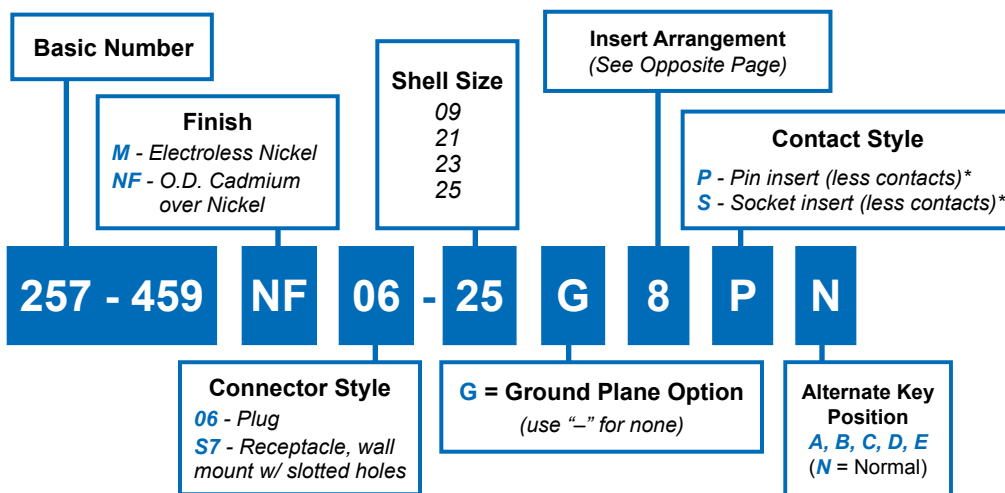 Basic Number
Finish
M - Electroless Nickel
NF - O.D. Cadmium
over Nickel
Shell Size
09
21
23
25
Insert Arrangement
(See Opposite Page)
Contact Style
P - Pin insert (less contacts)*
S - Socket insert (less contacts)*
257 - 459 NF 06 - 25 G 8 P N
Connector Style
06 - Plug
S7 - Receptacle, wall
mount w/ slotted holes
G = Ground Plane Option
(use “–” for none)
Alternate Key
Position
A, B, C, D, E
(N = Normal)